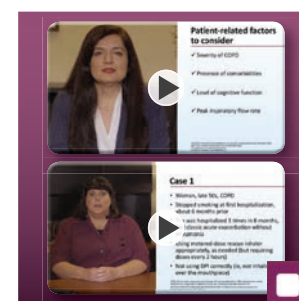 Patient-related factors
to consider
✓ Severity of COPD
✓ Presence of comorbidities
✓ Level of cognitive function
✓ Peak inspiratory flow rate
Case 1
• Woman, late 50s, COPD
• Stopped smoking at first hospitalization,
about 6 months prior
was hospitalized 3 times in 8 months,
classic acute exacerbation without
using metered-dose rescue inhaler
appropriately, as needed (but requiring
doses every 2 hours)
• Not using DPI correctly (ie, not
over the mouthpiece)